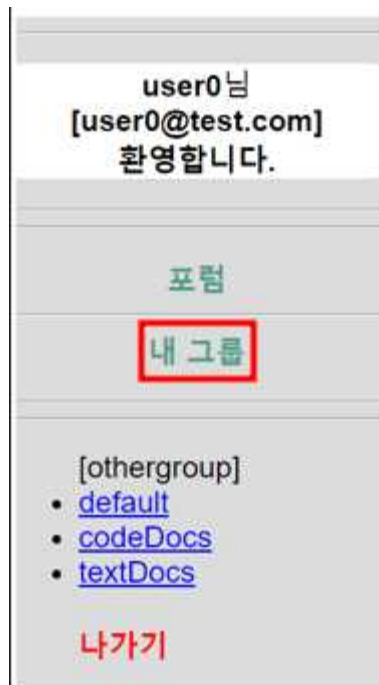 user0님
[user0@test.com]
환영합니다.
포럼
내 그룹
[othergroup]
default
codeDocs
textDocs
나가기